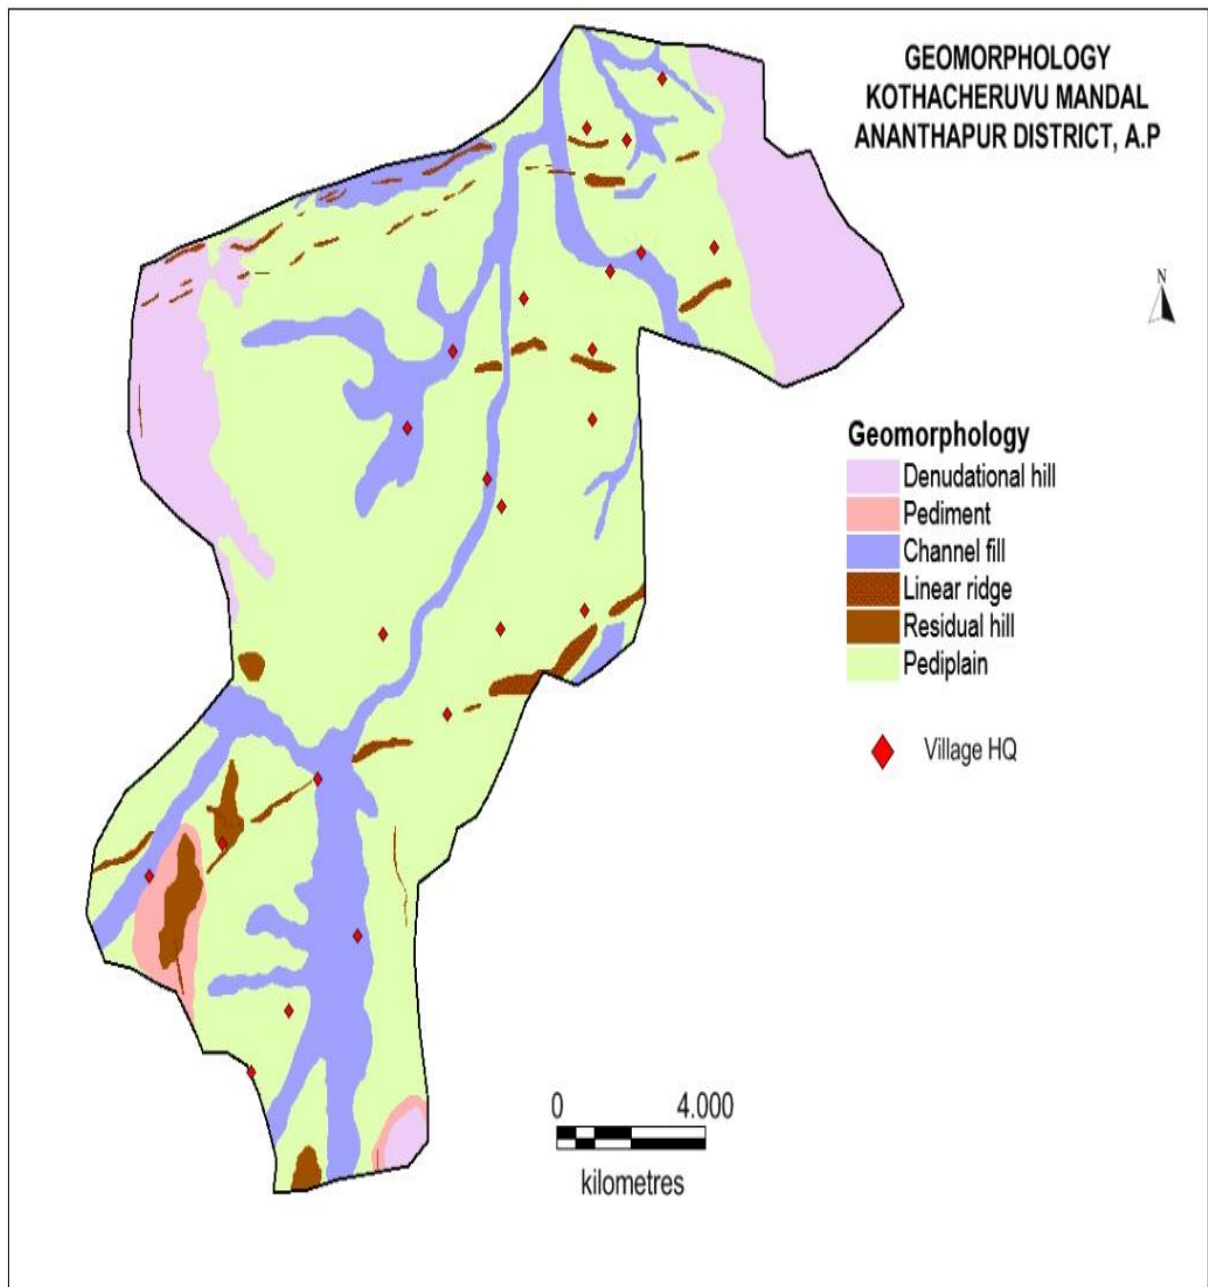 GEOMORPHOLOGY
KOTHACHERUVU MANDAL
ANANTHAPUR DISTRICT, A.P
N
Geomorphology
Denudational hill
Pediment
Channel fill
Linear ridge
Residual hill
Pediplain
Village HQ
0 4.000
kilometres